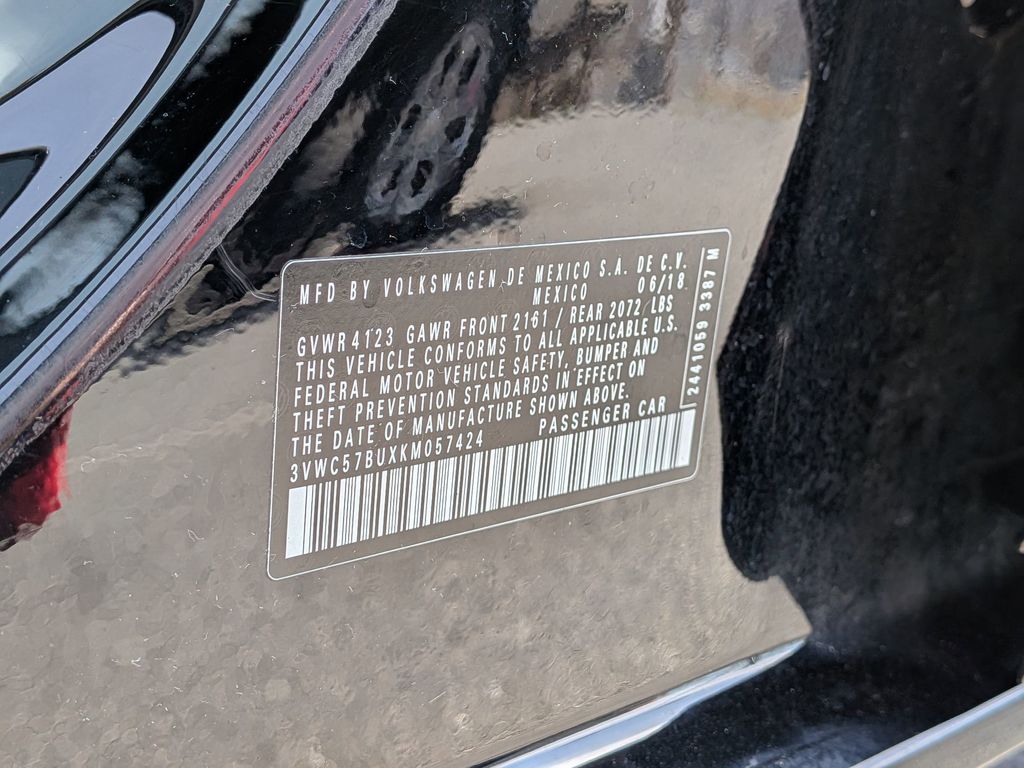 MFD BY VOLKSWAGEN DE MEXICO S.A. DE C.V.
MEXICO 06/18
GVWR 4123 GAWR FRONT 2161 / REAR 2072 LBS
THIS VEHICLE CONFORMS TO ALL APPLICABLE U.S.
FEDERAL MOTOR VEHICLE SAFETY, BUMPER AND
THEFT PREVENTION STANDARDS IN EFFECT ON
THE DATE OF MANUFACTURE SHOWN ABOVE.
3VWC57BUXKM057424 PASSENGER CAR
2441059 3387 M